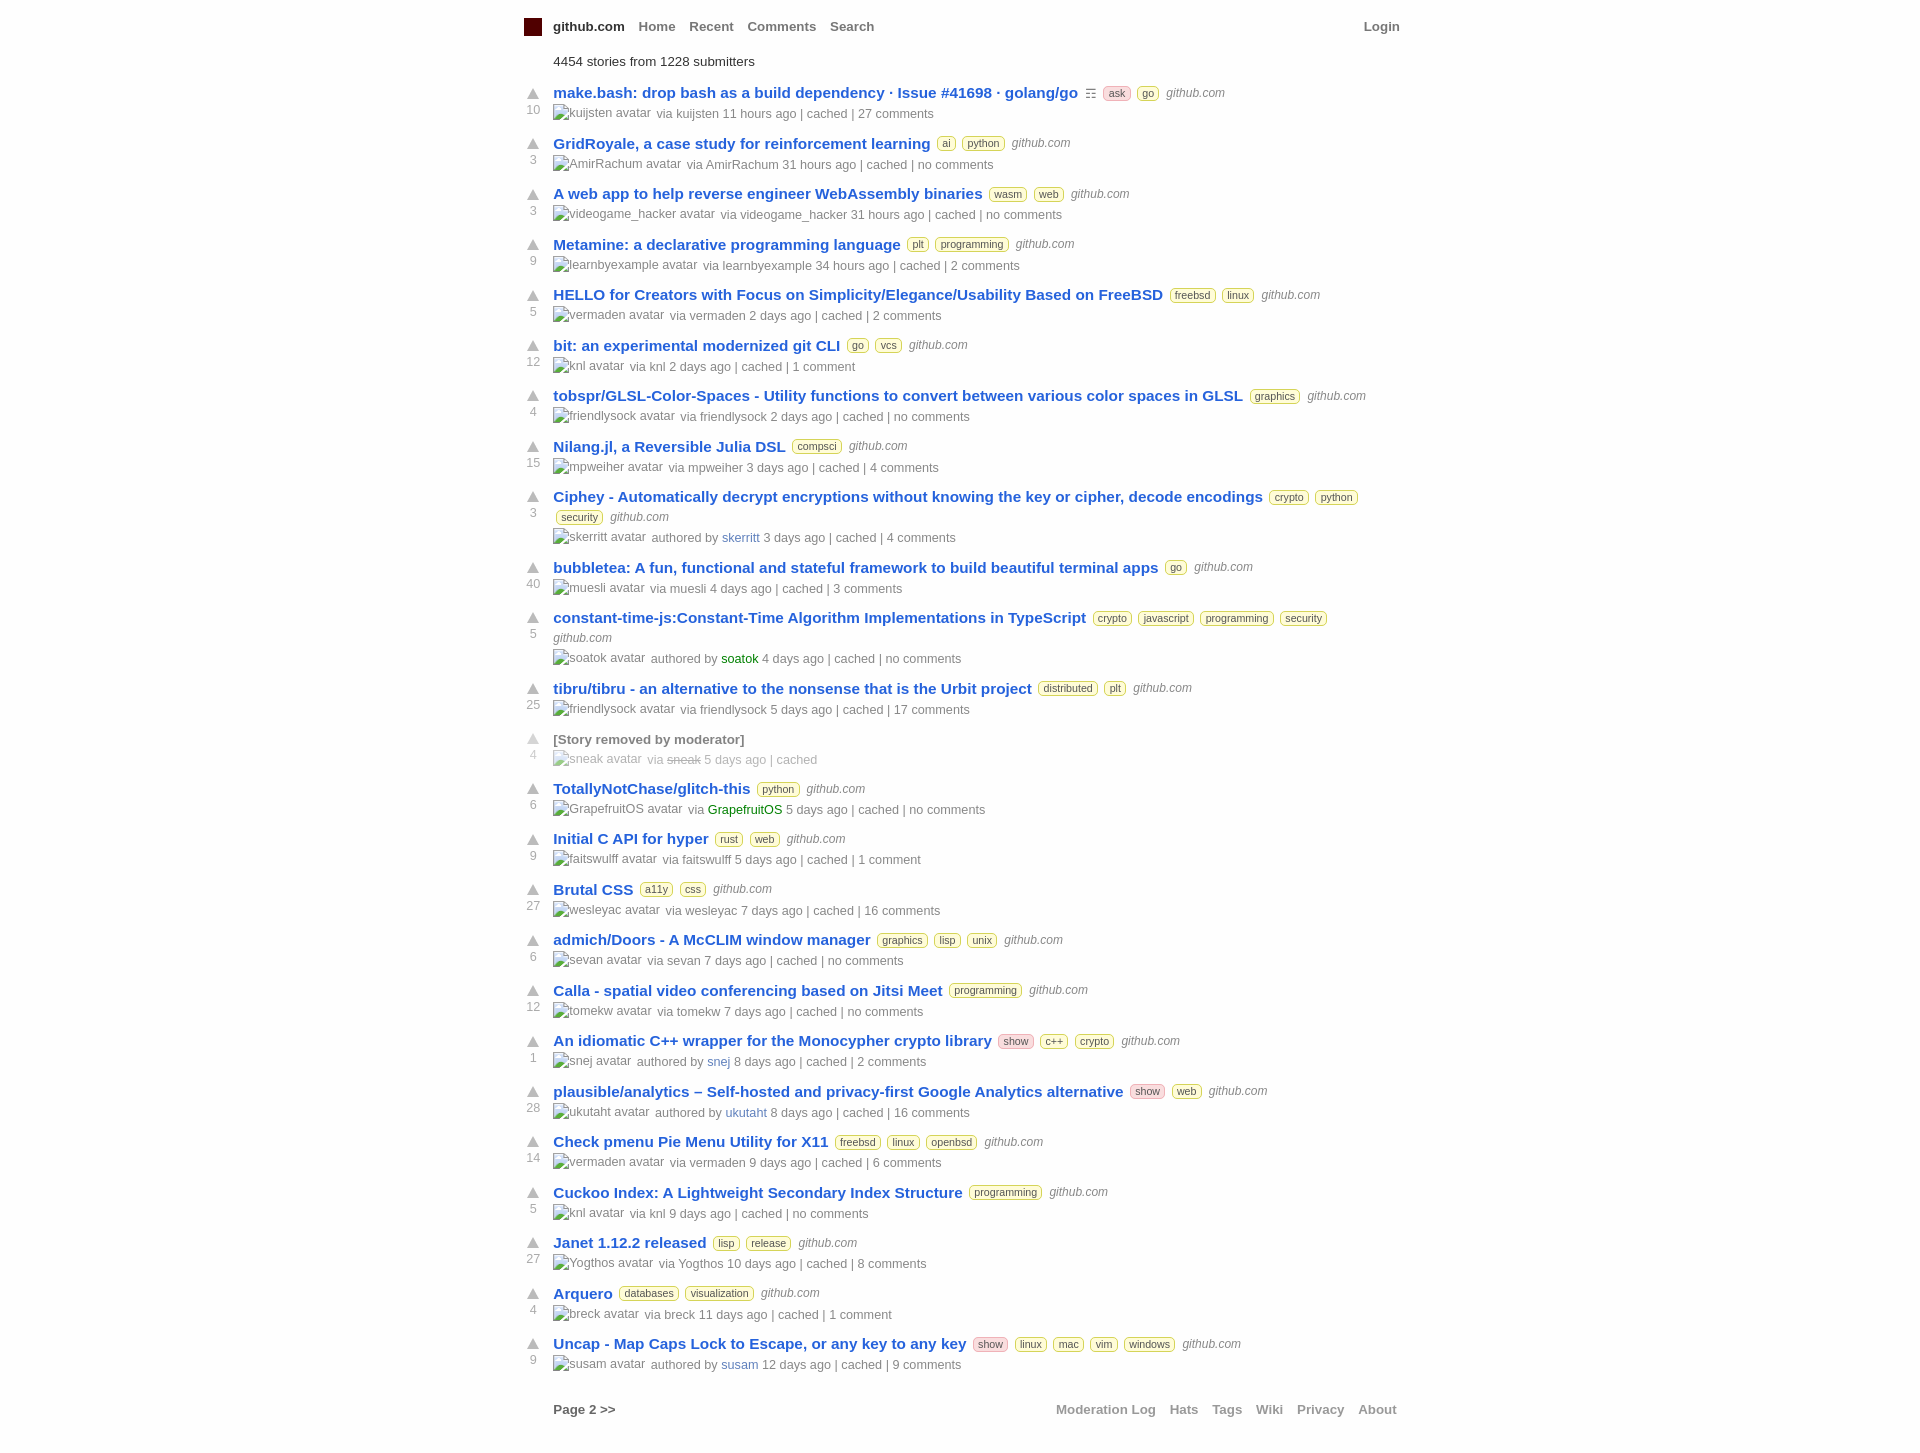 github.com Home Recent Comments Search Login
4454 stories from 1228 submitters
make.bash: drop bash as a build dependency · Issue #41698 · golang/go ☶ ask go github.com
10
kuijsten avatar via kuijsten 11 hours ago | cached | 27 comments
GridRoyale, a case study for reinforcement learning ai python github.com
3
AmirRachum avatar via AmirRachum 31 hours ago | cached | no comments
A web app to help reverse engineer WebAssembly binaries wasm web github.com
3
videogame_hacker avatar via videogame_hacker 31 hours ago | cached | no comments
Metamine: a declarative programming language plt programming github.com
9
learnbyexample avatar via learnbyexample 34 hours ago | cached | 2 comments
HELLO for Creators with Focus on Simplicity/Elegance/Usability Based on FreeBSD freebsd linux github.com
5
vermaden avatar via vermaden 2 days ago | cached | 2 comments
bit: an experimental modernized git CLI go vcs github.com
12
knl avatar via knl 2 days ago | cached | 1 comment
tobspr/GLSL-Color-Spaces - Utility functions to convert between various color spaces in GLSL graphics github.com
4
friendlysock avatar via friendlysock 2 days ago | cached | no comments
Nilang.jl, a Reversible Julia DSL compsci github.com
15
mpweiher avatar via mpweiher 3 days ago | cached | 4 comments
Ciphey - Automatically decrypt encryptions without knowing the key or cipher, decode encodings crypto python
3
security github.com
skerritt avatar authored by skerritt 3 days ago | cached | 4 comments
bubbletea: A fun, functional and stateful framework to build beautiful terminal apps go github.com
40
muesli avatar via muesli 4 days ago | cached | 3 comments
constant-time-js:Constant-Time Algorithm Implementations in TypeScript crypto javascript programming security
5
github.com
soatok avatar authored by soatok 4 days ago | cached | no comments
tibru/tibru - an alternative to the nonsense that is the Urbit project distributed plt github.com
25
friendlysock avatar via friendlysock 5 days ago | cached | 17 comments
[Story removed by moderator]
4
sneak avatar via sneak 5 days ago | cached
TotallyNotChase/glitch-this python github.com
6
GrapefruitOS avatar via GrapefruitOS 5 days ago | cached | no comments
Initial C API for hyper rust web github.com
9
faitswulff avatar via faitswulff 5 days ago | cached | 1 comment
Brutal CSS a11y css github.com
27
wesleyac avatar via wesleyac 7 days ago | cached | 16 comments
admich/Doors - A McCLIM window manager graphics lisp unix github.com
6
sevan avatar via sevan 7 days ago | cached | no comments
Calla - spatial video conferencing based on Jitsi Meet programming github.com
12
tomekw avatar via tomekw 7 days ago | cached | no comments
An idiomatic C++ wrapper for the Monocypher crypto library show c++ crypto github.com
1
snej avatar authored by snej 8 days ago | cached | 2 comments
plausible/analytics – Self-hosted and privacy-first Google Analytics alternative show web github.com
28
ukutaht avatar authored by ukutaht 8 days ago | cached | 16 comments
Check pmenu Pie Menu Utility for X11 freebsd linux openbsd github.com
14
vermaden avatar via vermaden 9 days ago | cached | 6 comments
Cuckoo Index: A Lightweight Secondary Index Structure programming github.com
5
knl avatar via knl 9 days ago | cached | no comments
Janet 1.12.2 released lisp release github.com
27
Yogthos avatar via Yogthos 10 days ago | cached | 8 comments
Arquero databases visualization github.com
4
breck avatar via breck 11 days ago | cached | 1 comment
Uncap - Map Caps Lock to Escape, or any key to any key show linux mac vim windows github.com
9
susam avatar authored by susam 12 days ago | cached | 9 comments
Page 2 >> Moderation Log Hats Tags Wiki Privacy About